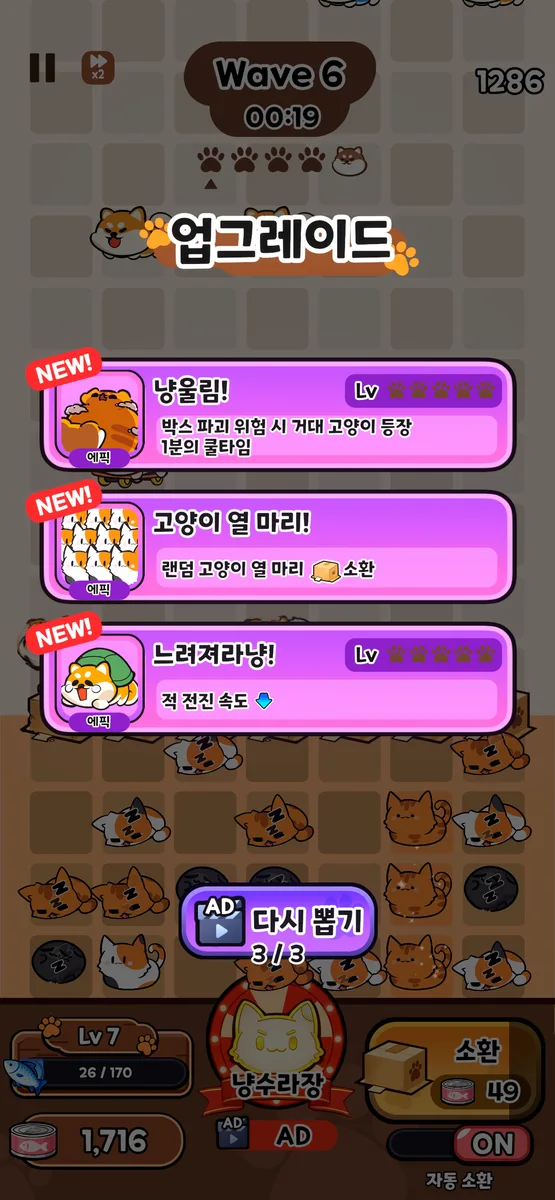 x2
Wave 6
00:19
1286
업그레이드
NEW!
냥울림!
Lv
박스 파괴 위험 시 거대 고양이 등장
1분의 쿨타임
에픽
NEW!
고양이 열 마리!
랜덤 고양이 열 마리 소환
에픽
NEW!
느려져라냥!
Lv
적 전진 속도
에픽
AD
다시 뽑기
3 / 3
Lv 7
26 / 170
1,716
냥수라장
AD
AD
소환
49
ON
자동 소환